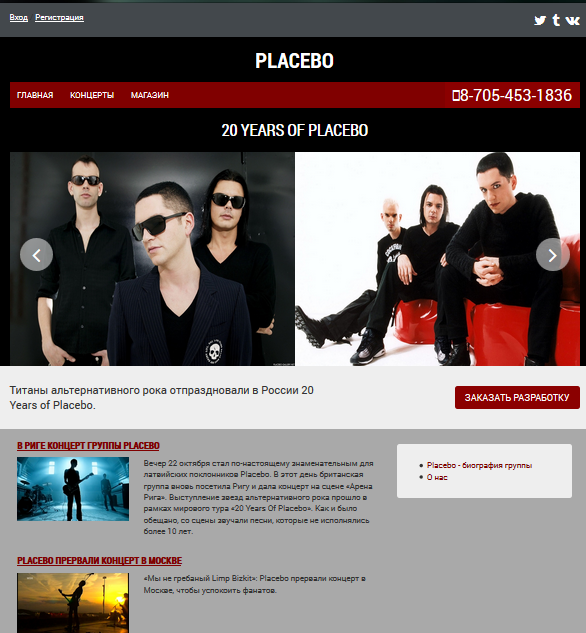 Вход Регистрация
PLACEBO
ГЛАВНАЯ КОНЦЕРТЫ МАГАЗИН 8-705-453-1836
20 YEARS OF PLACEBO
Титаны альтернативного рока отпраздновали в России 20
Years of Placebo.
ЗАКАЗАТЬ РАЗРАБОТКУ
В РИГЕ КОНЦЕРТ ГРУППЫ PLACEBO
Вечер 22 октября стал по-настоящему знаменательным для
латвийских поклонников Placebo. В этот день британская
группа вновь посетила Ригу и дала концерт на сцене «Арена
Рига». Выступление звезд альтернативного рока прошло в
рамках мирового тура «20 Years Of Placebo». Как и было
обещано, со сцены звучали песни, которые не исполнялись
более 10 лет.
Placebo - биография группы
О нас
PLACEBO ПРЕРВАЛИ КОНЦЕРТ В МОСКВЕ
«Мы не гребаный Limp Bizkit»: Placebo прервали концерт в
Москве, чтобы успокоить фанатов.